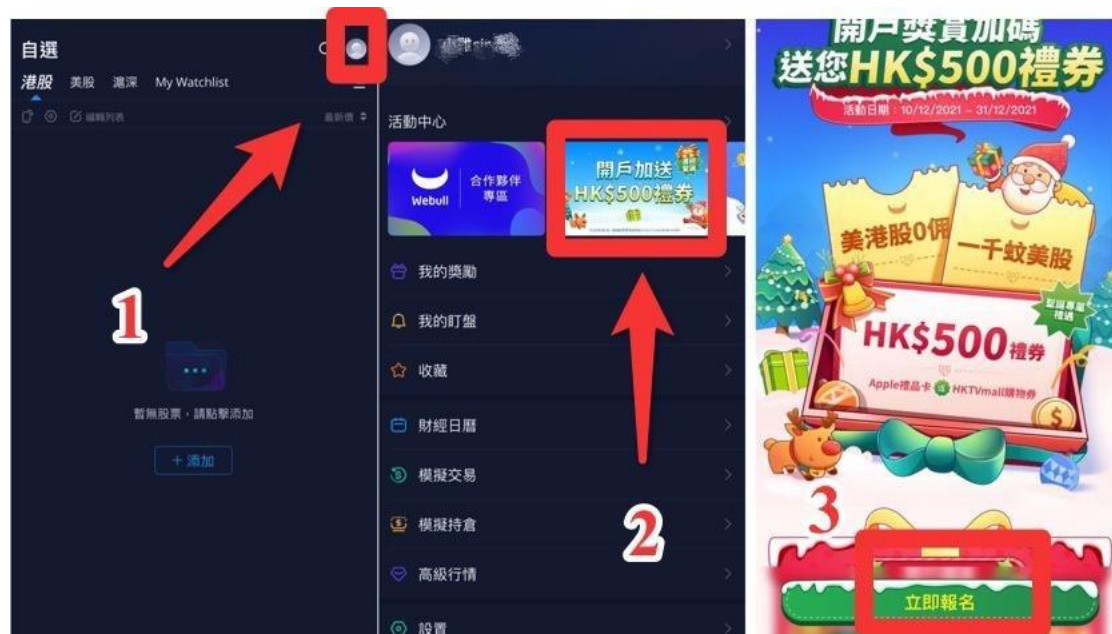 自選
港股 美股 滬深 My Watchlist
編輯列表
最新價
1
暫無股票，請點擊添加
+ 添加
活動中心
Webull
合作夥伴
專區
開戶加送
HK$500禮券
我的獎勵
我的盯盤
收藏
財經日曆
模擬交易
模擬持倉
高級行情
設置
2
開戶獎賞加碼
送您HK$500禮券
活動日期：10/12/2021 – 31/12/2021
美港股0佣
一千蚊美股
聖誕專屬
禮遇
HK$500禮券
Apple禮品卡 或 HKTVmall購物券
3
立即報名